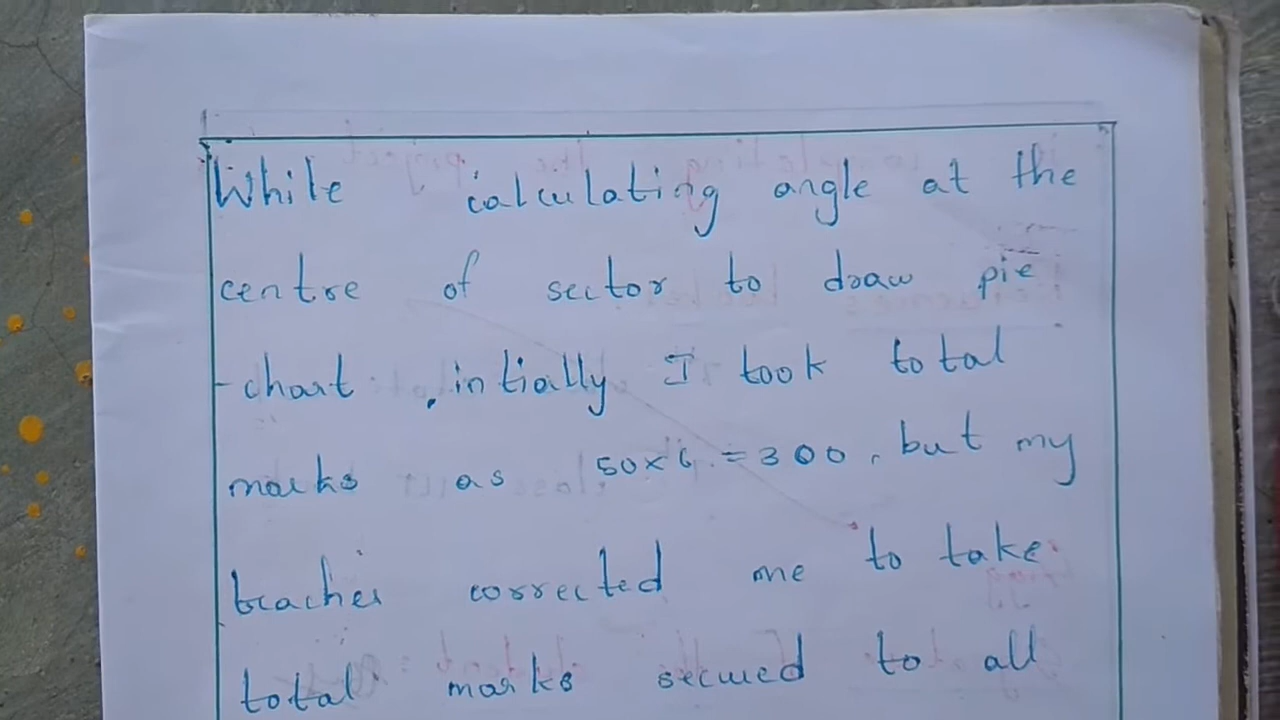 While calculating angle at the
centre of sector to draw pie
-chart , intially I took total
marks as 50×6 = 300, but my
teacher corrected me to take
total marks secured to all